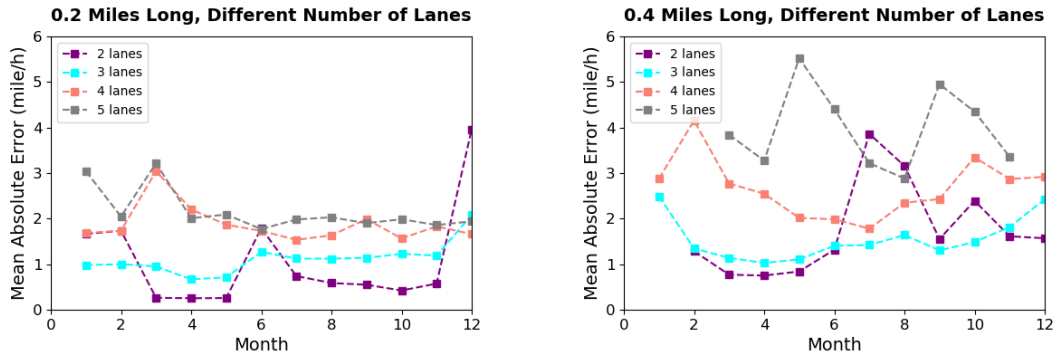 0.2 Miles Long, Different Number of Lanes
Mean Absolute Error (mile/h)
6
5
4
3
2
1
0
2 lanes
3 lanes
4 lanes
5 lanes
0 2 4 6 8 10 12
Month
0.4 Miles Long, Different Number of Lanes
Mean Absolute Error (mile/h)
6
5
4
3
2
1
0
2 lanes
3 lanes
4 lanes
5 lanes
0 2 4 6 8 10 12
Month